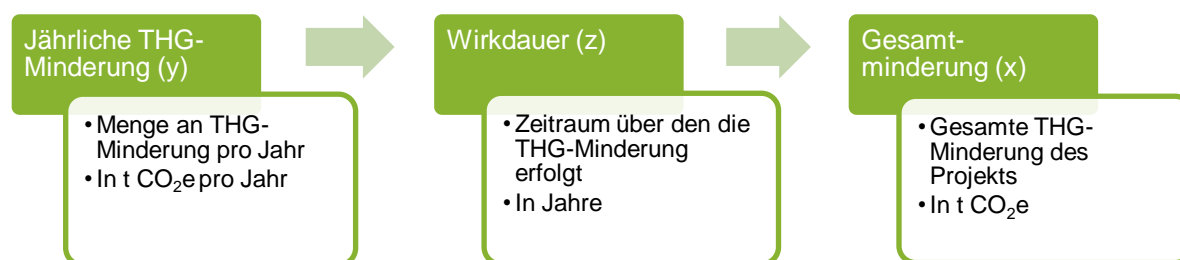 Jährliche THG-
Minderung (y)
• Menge an THG-
Minderung pro Jahr
• In t CO₂e pro Jahr
Wirkdauer (z)
• Zeitraum über den die
THG-Minderung
erfolgt
• In Jahre
Gesamt-
minderung (x)
• Gesamte THG-
Minderung des
Projekts
• In t CO₂e